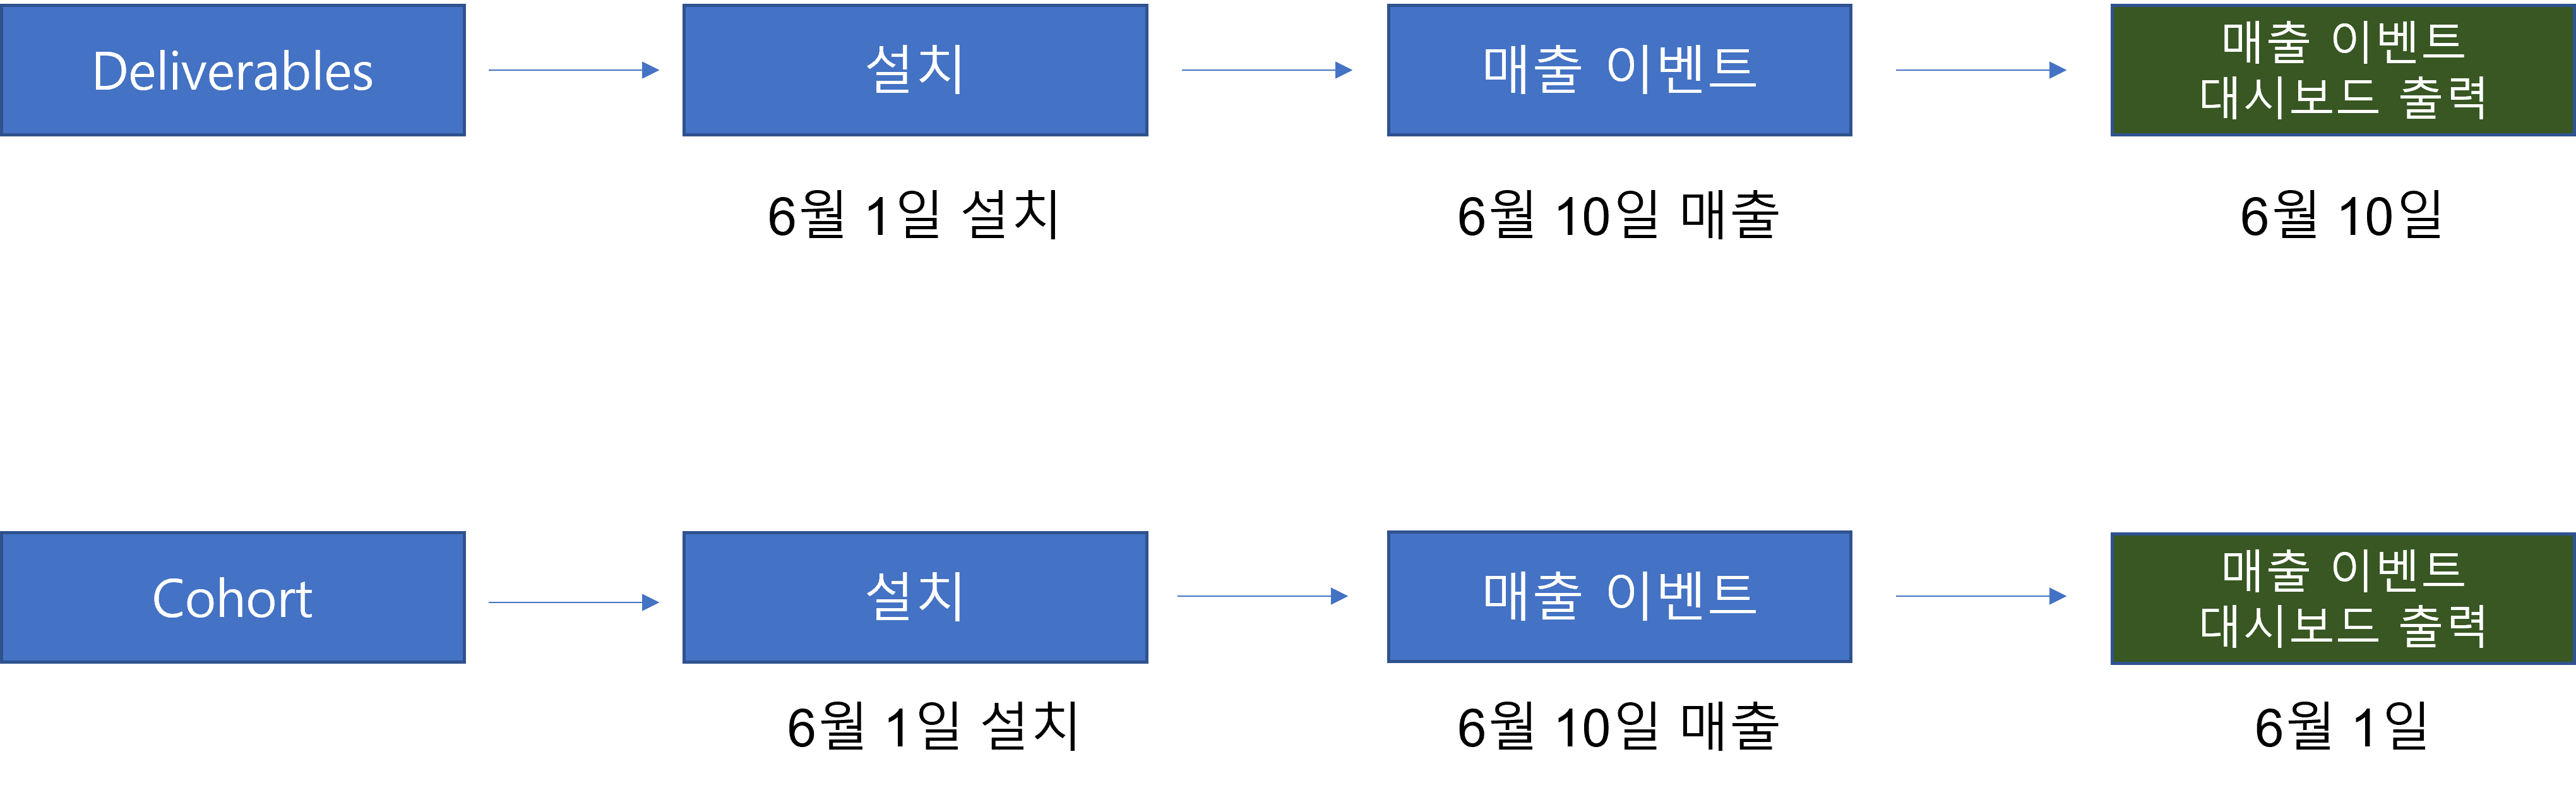 Deliverables
설치
매출 이벤트
매출 이벤트
대시보드 출력
6월 1일 설치
6월 10일 매출
6월 10일
Cohort
설치
매출 이벤트
매출 이벤트
대시보드 출력
6월 1일 설치
6월 10일 매출
6월 1일